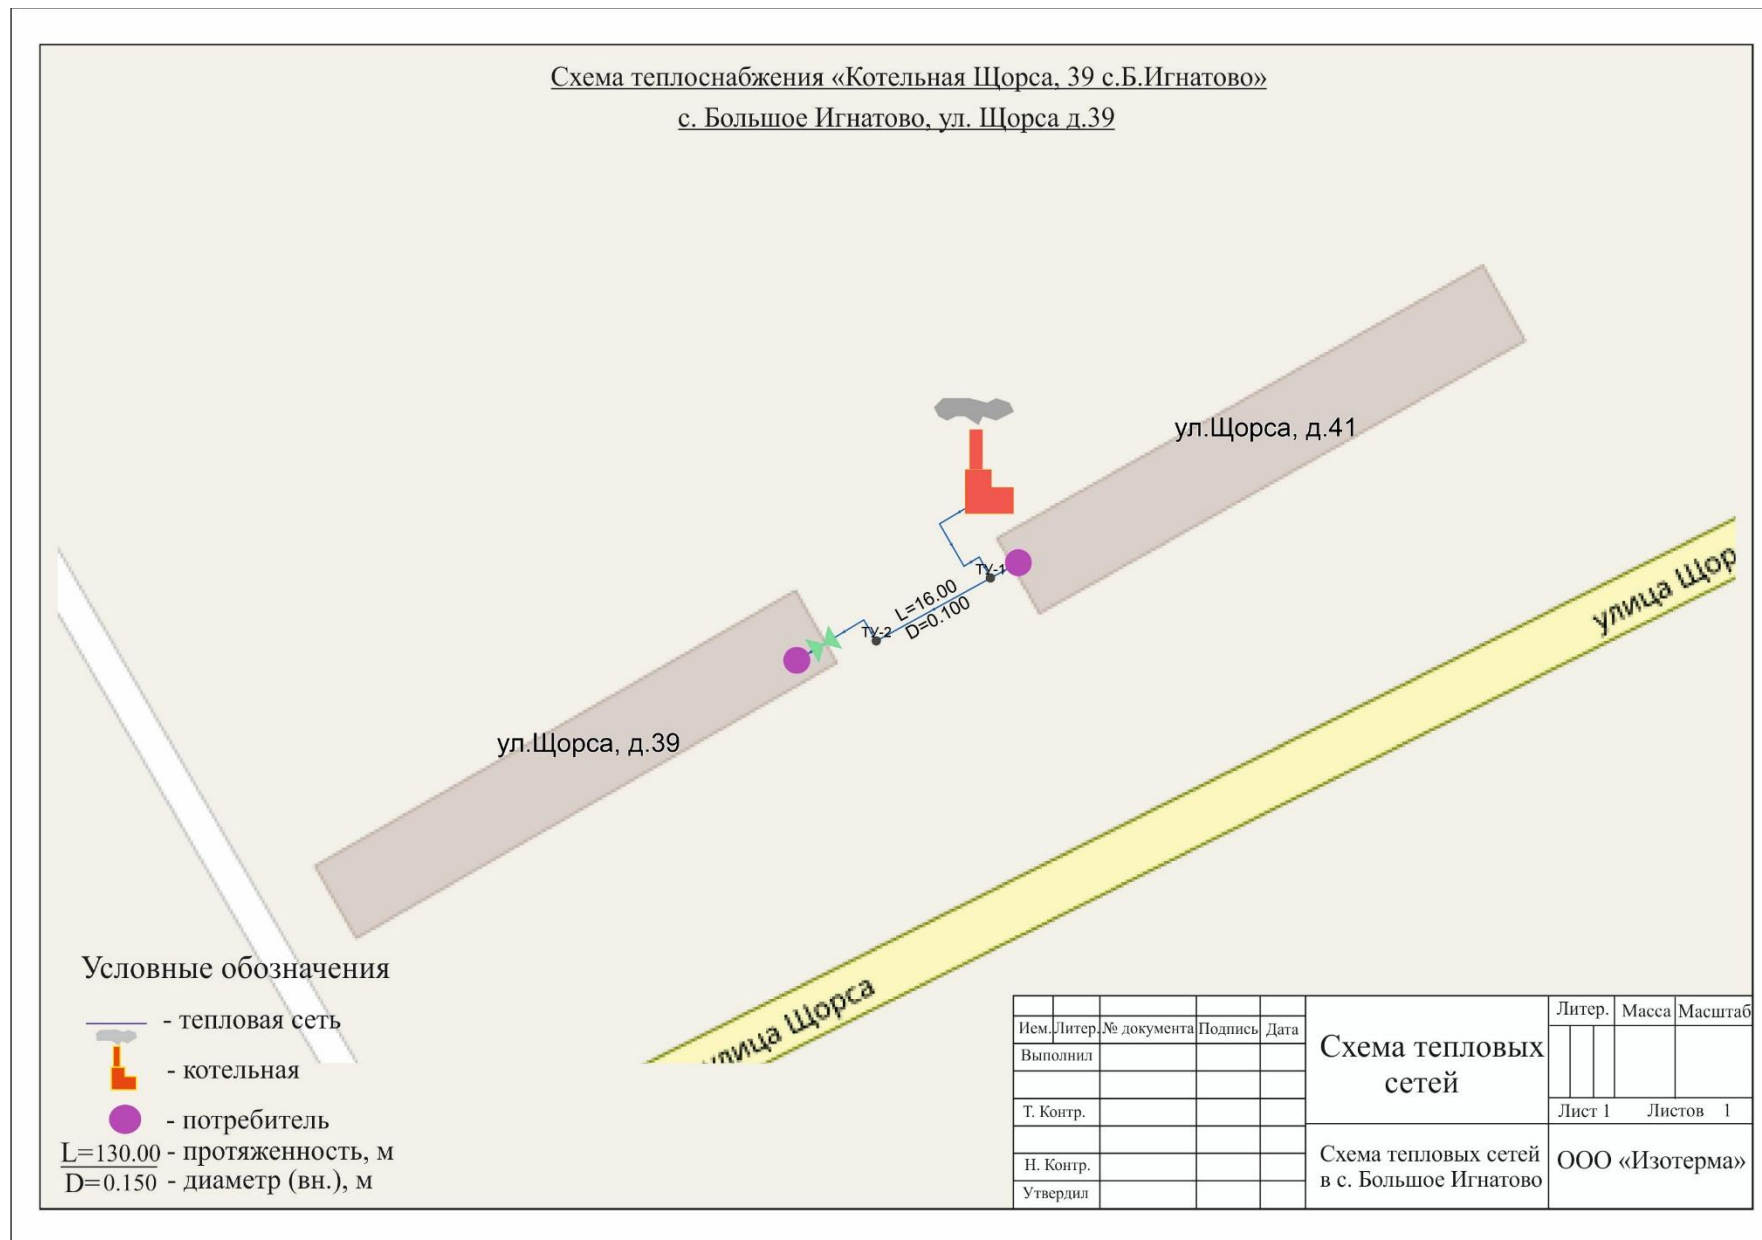 Схема теплоснабжения «Котельная Щорса, 39 с.Б.Игнатово»
с. Большое Игнатово, ул. Щорса д.39
ул.Щорса, д.41
ТУ-1
L=16.00
D=0.100
ТУ-2
ул.Щорса, д.39
улица Щор
улица Щорса
Условные обозначения
- тепловая сеть
- котельная
- потребитель
L=130.00 - протяженность, м
D=0.150 - диаметр (вн.), м
Ием. Литер. № документа Подпись Дата
Выполнил
Т. Контр.
Н. Контр.
Утвердил
Схема тепловых
сетей
Литер. Масса Масштаб
Лист 1 Листов 1
Схема тепловых сетей
в с. Большое Игнатово
ООО «Изотерма»